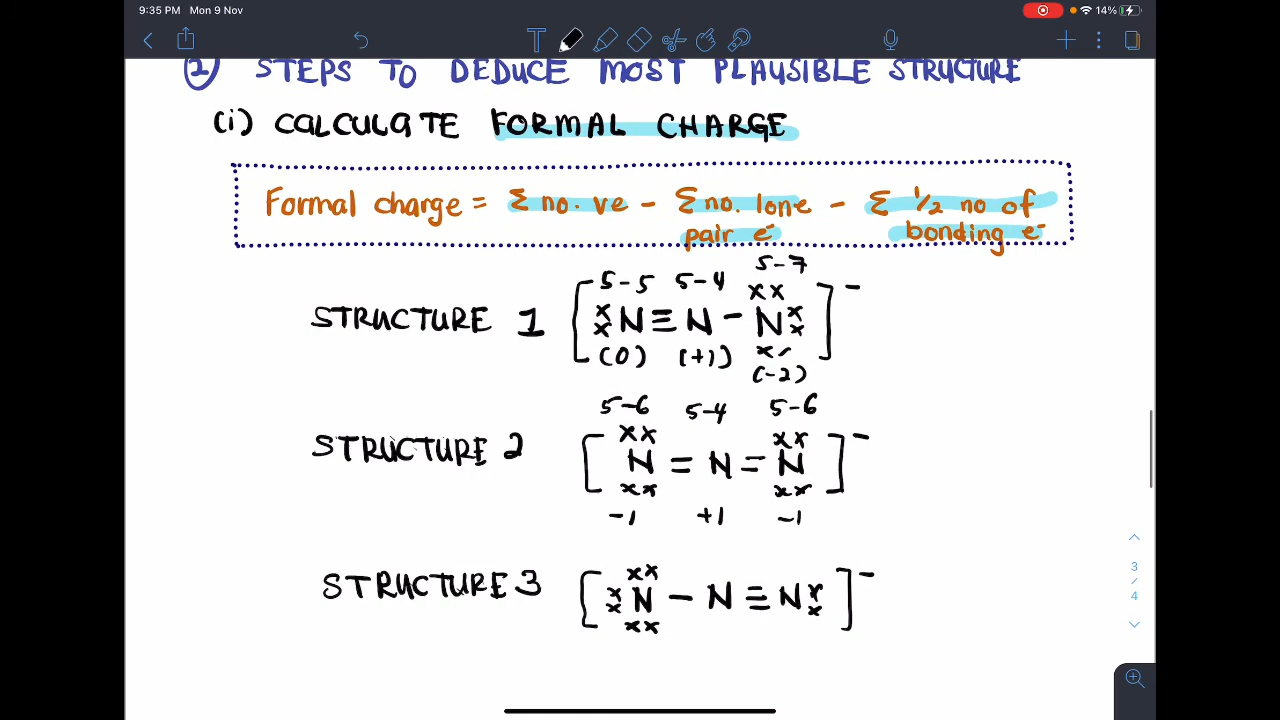 9:35 PM Mon 9 Nov 14%
(2) STEPS TO DEDUCE MOST PLAUSIBLE STRUCTURE
(i) CALCULATE FORMAL CHARGE
Formal charge = Σ no. ve - Σ no. lone pair e⁻ - Σ 1/2 no of bonding e⁻
5-5 5-4 5-7
STRUCTURE 1 [N≡N-N]⁻
(0) (+1) (-2)
5-6 5-4 5-6
STRUCTURE 2 [N=N=N]⁻
-1 +1 -1
STRUCTURE 3 [N-N≡N]⁻
3
/
4